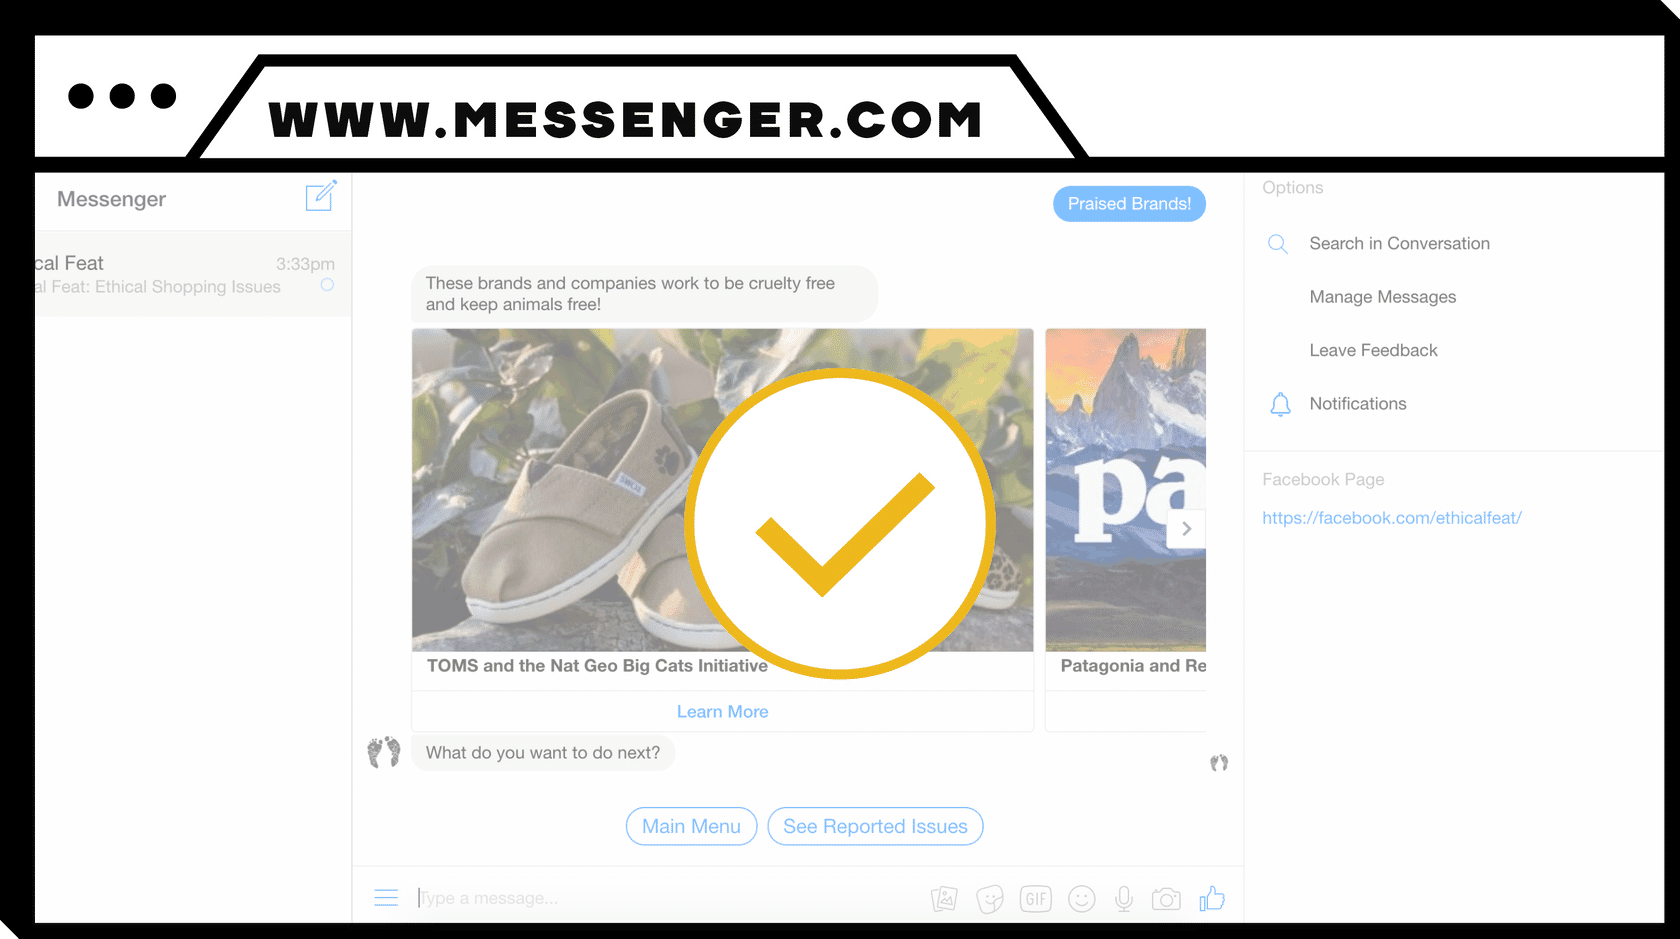 WWW.MESSENGER.COM
Messenger
cal Feat
3:33pm
al Feat: Ethical Shopping Issues
Praised Brands!
These brands and companies work to be cruelty free
and keep animals free!
pa
TOMS and the Nat Geo Big Cats Initiative
Learn More
Patagonia and Re
What do you want to do next?
Main Menu
See Reported Issues
Type a message...
GIF
Options
Search in Conversation
Manage Messages
Leave Feedback
Notifications
Facebook Page
https://facebook.com/ethicalfeat/